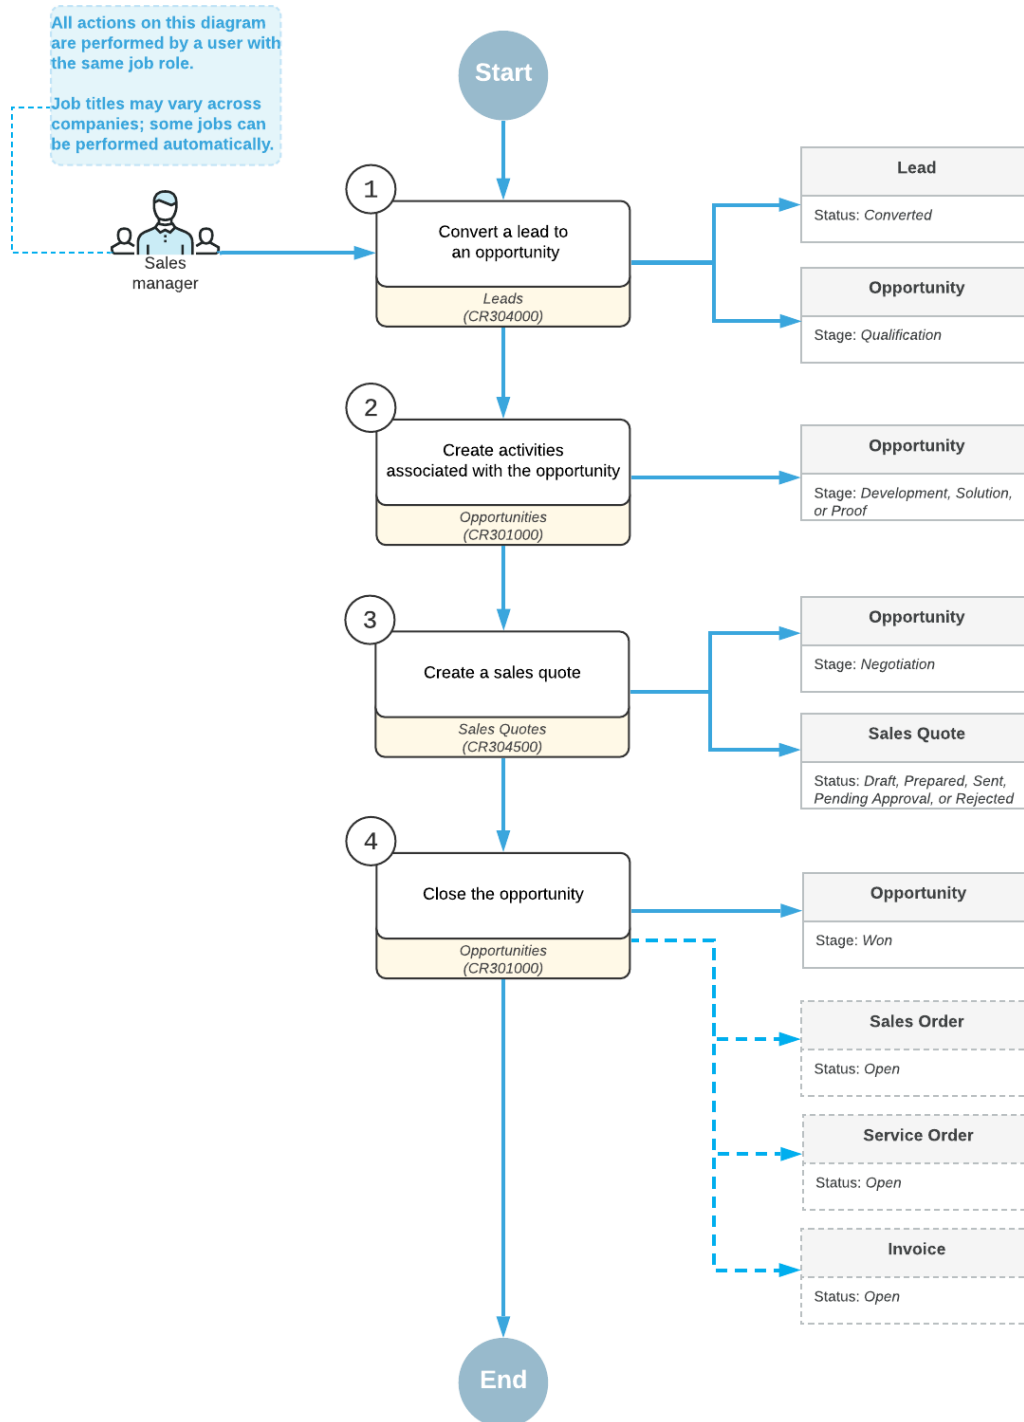 All actions on this diagram
are performed by a user with
the same job role.
Job titles may vary across
companies; some jobs can
be performed automatically.
Start
Sales
manager
1
Convert a lead to
an opportunity
Leads
(CR304000)
Lead
Status: Converted
Opportunity
Stage: Qualification
2
Create activities
associated with the opportunity
Opportunities
(CR301000)
Opportunity
Stage: Development, Solution,
or Proof
3
Create a sales quote
Sales Quotes
(CR304500)
Opportunity
Stage: Negotiation
Sales Quote
Status: Draft, Prepared, Sent,
Pending Approval, or Rejected
4
Close the opportunity
Opportunities
(CR301000)
Opportunity
Stage: Won
Sales Order
Status: Open
Service Order
Status: Open
Invoice
Status: Open
End